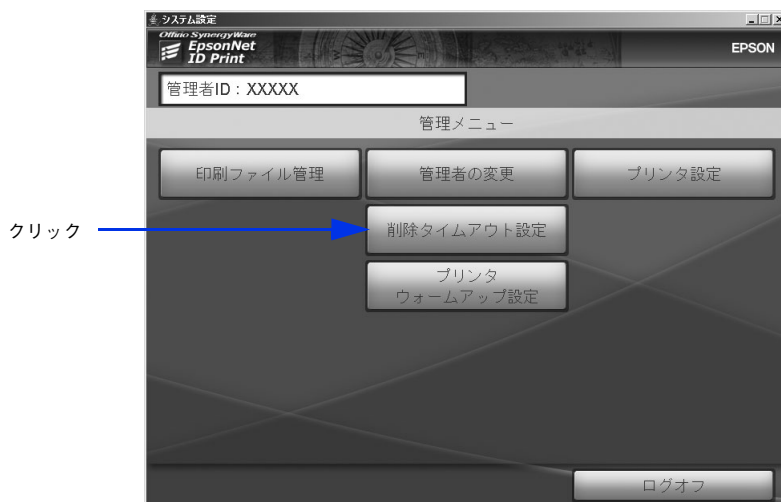 システム設定
Offirio SynergyWare
EpsonNet
ID Print
EPSON
管理者ID：XXXXX
管理メニュー
印刷ファイル管理
管理者の変更
プリンタ設定
クリック
削除タイムアウト設定
プリンタ
ウォームアップ設定
ログオフ